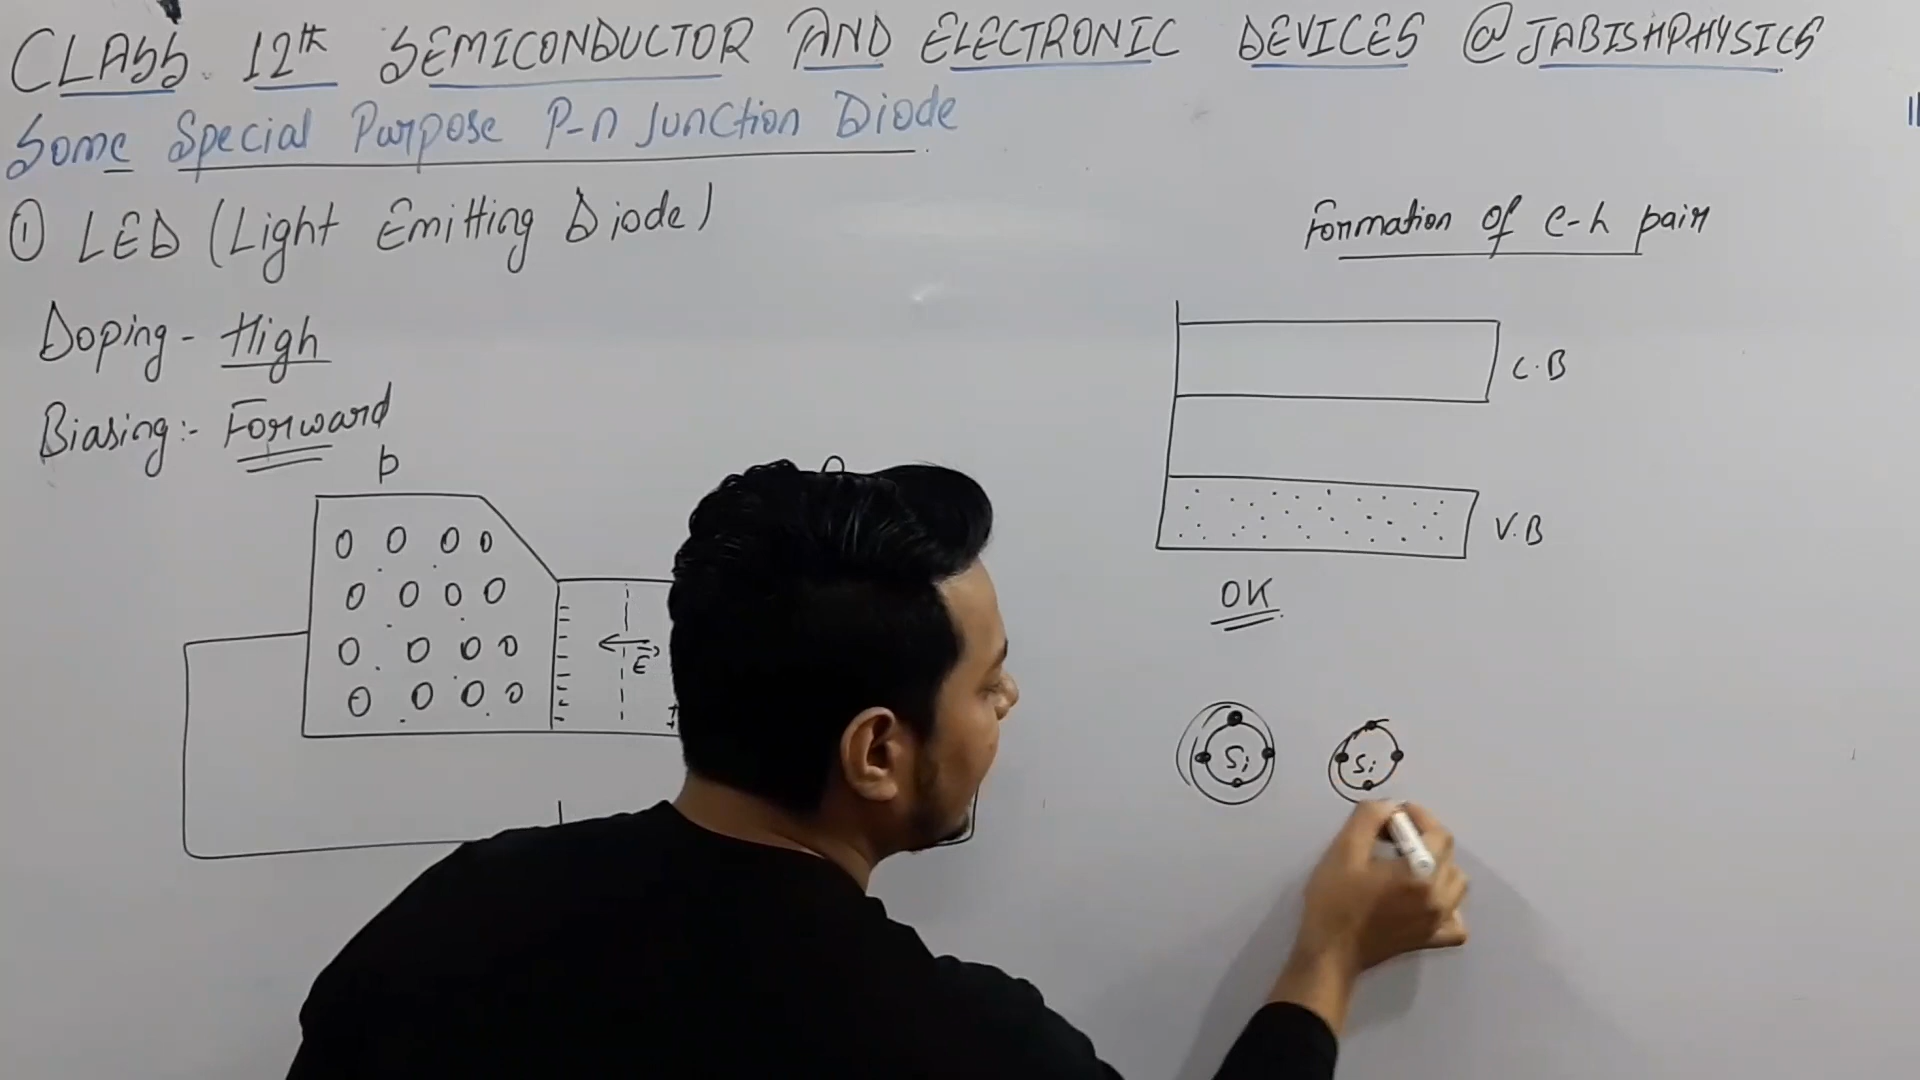 CLASS 12th SEMICONDUCTOR AND ELECTRONIC DEVICES @JABISHPHYSICS
Some Special Purpose P-n Junction Diode
① LED (Light Emitting Diode)
Doping - High
Biasing :- Forward
p
E
Formation of e-h pair
C.B
V.B
OK
Si Si